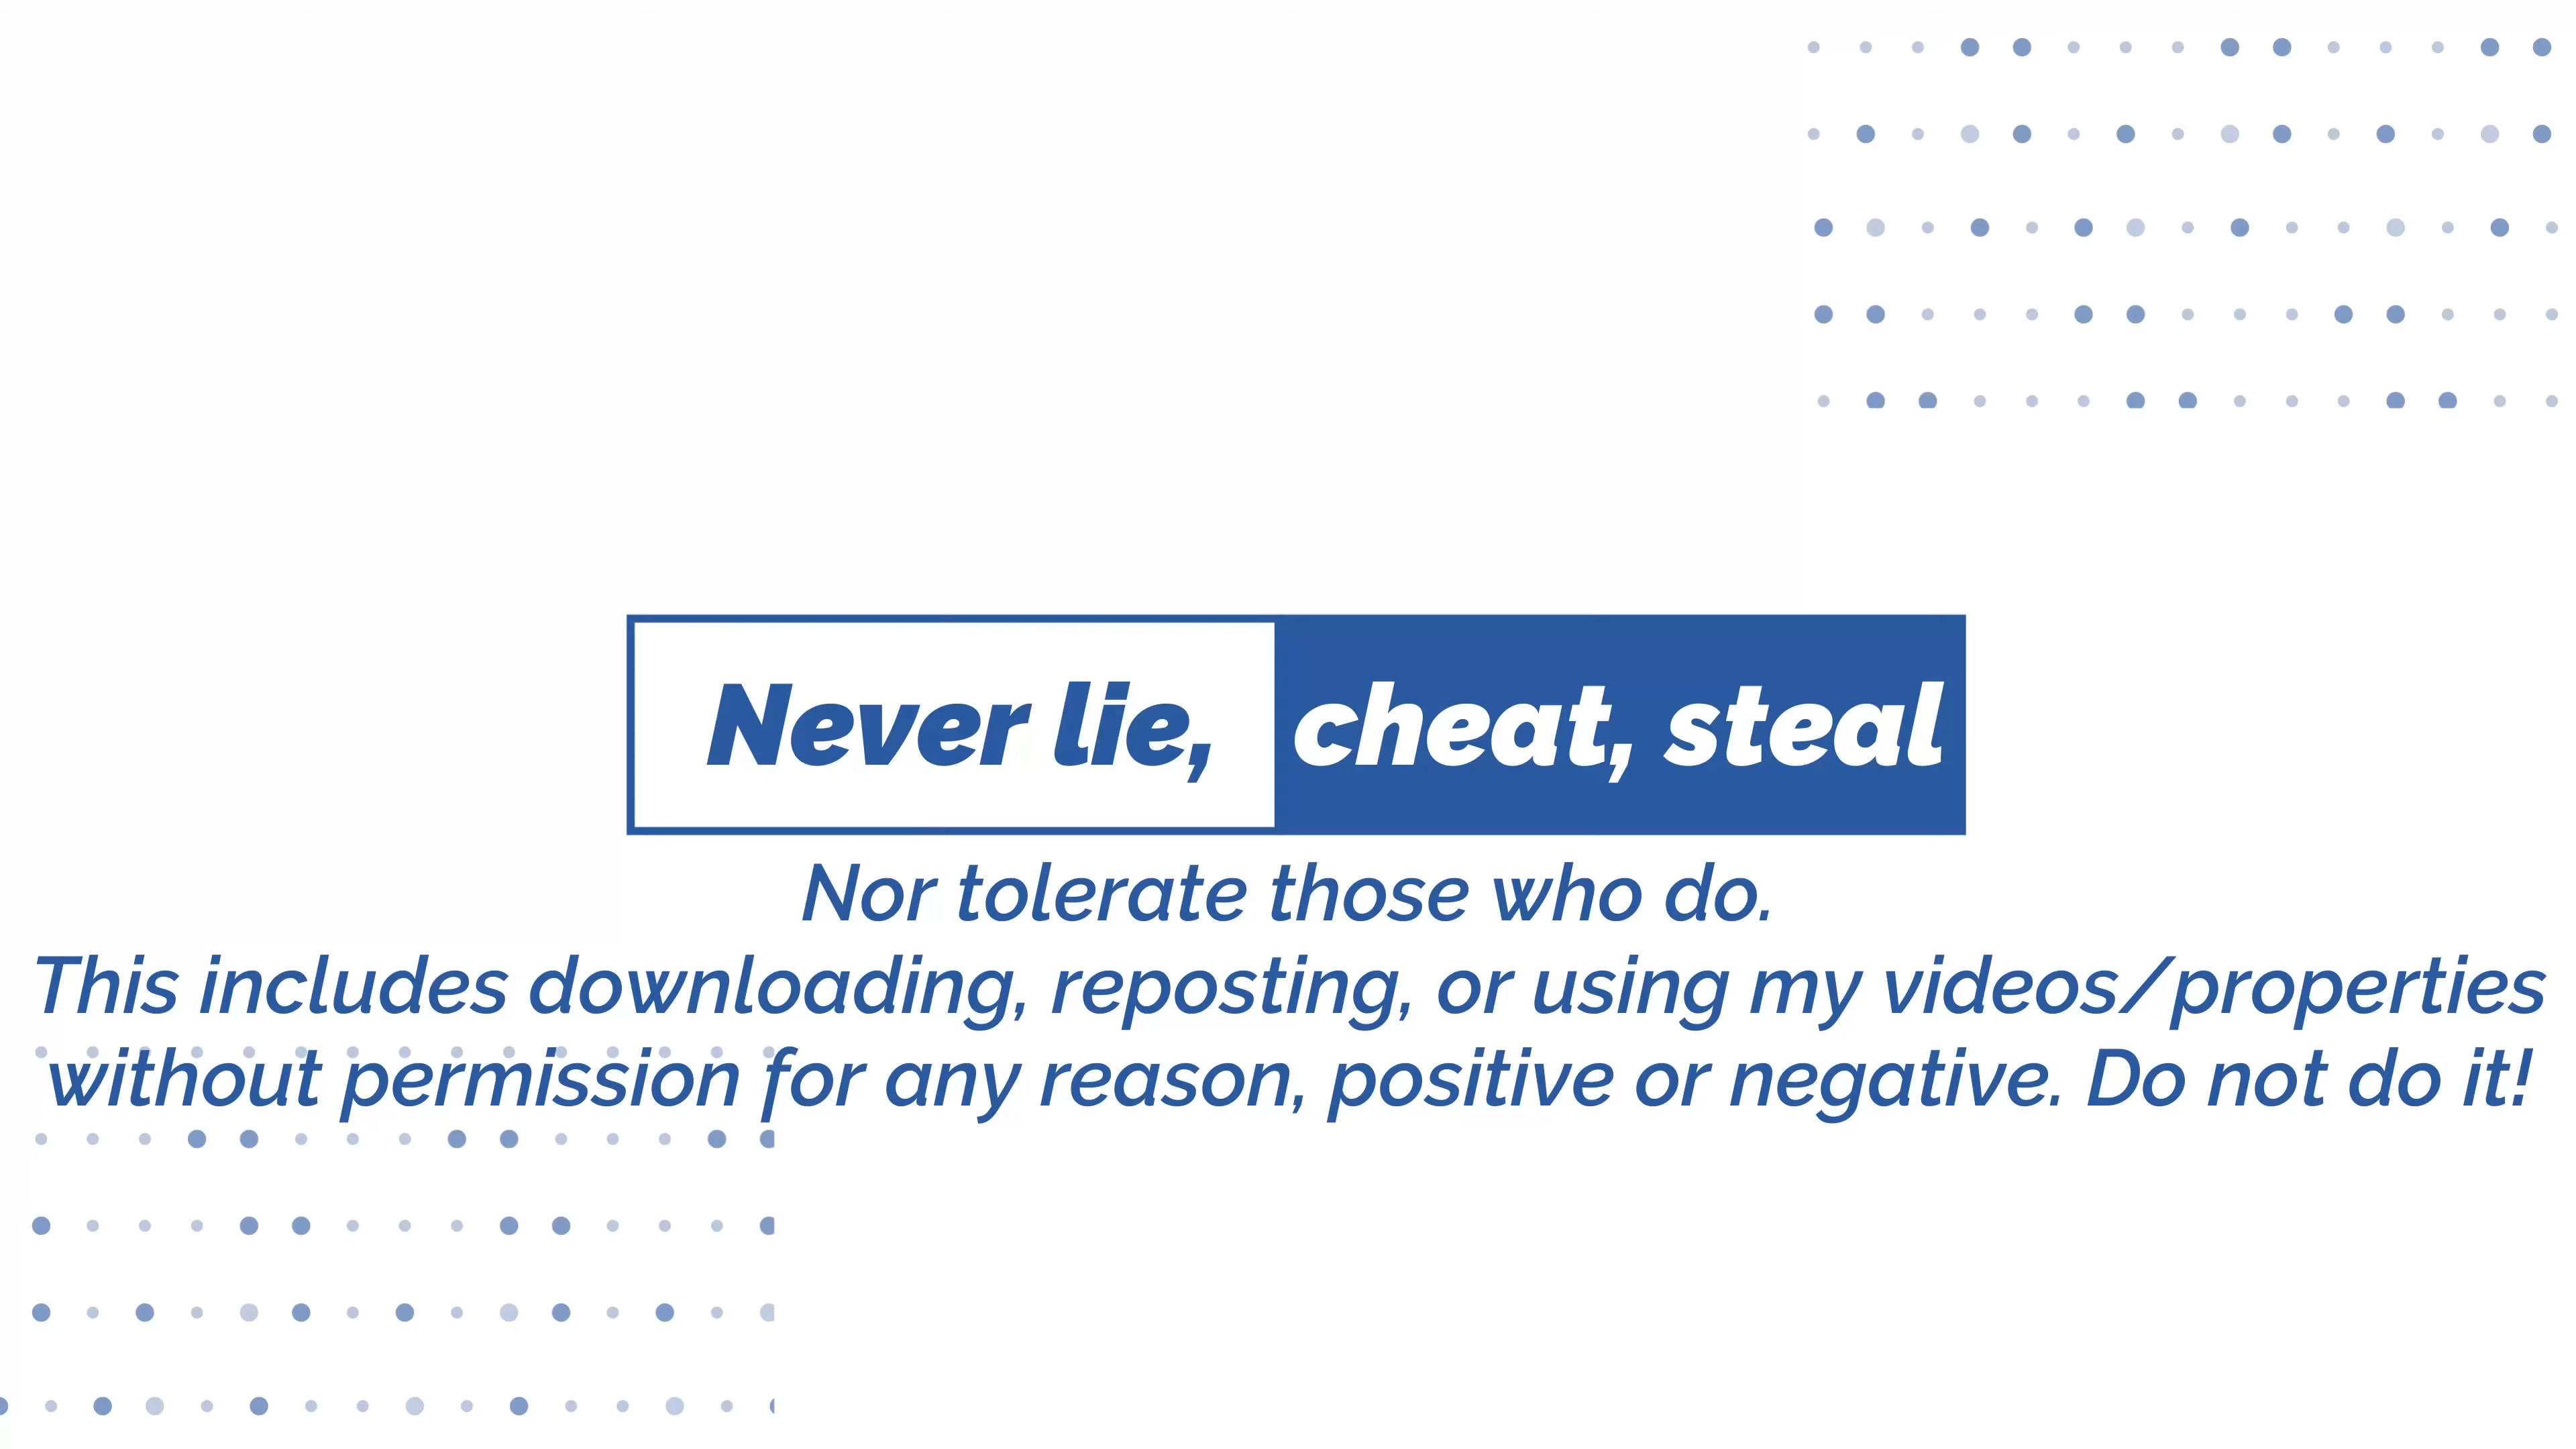 Never lie, cheat, steal
Nor tolerate those who do.
This includes downloading, reposting, or using my videos/properties
without permission for any reason, positive or negative. Do not do it!